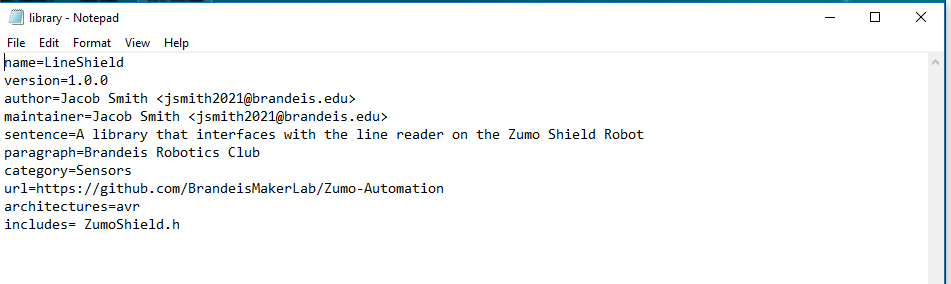 library - Notepad
File Edit Format View Help
name=LineShield
version=1.0.0
author=Jacob Smith <jsmith2021@brandeis.edu>
maintainer=Jacob Smith <jsmith2021@brandeis.edu>
sentence=A library that interfaces with the line reader on the Zumo Shield Robot
paragraph=Brandeis Robotics Club
category=Sensors
url=https://github.com/BrandeisMakerLab/Zumo-Automation
architectures=avr
includes= ZumoShield.h